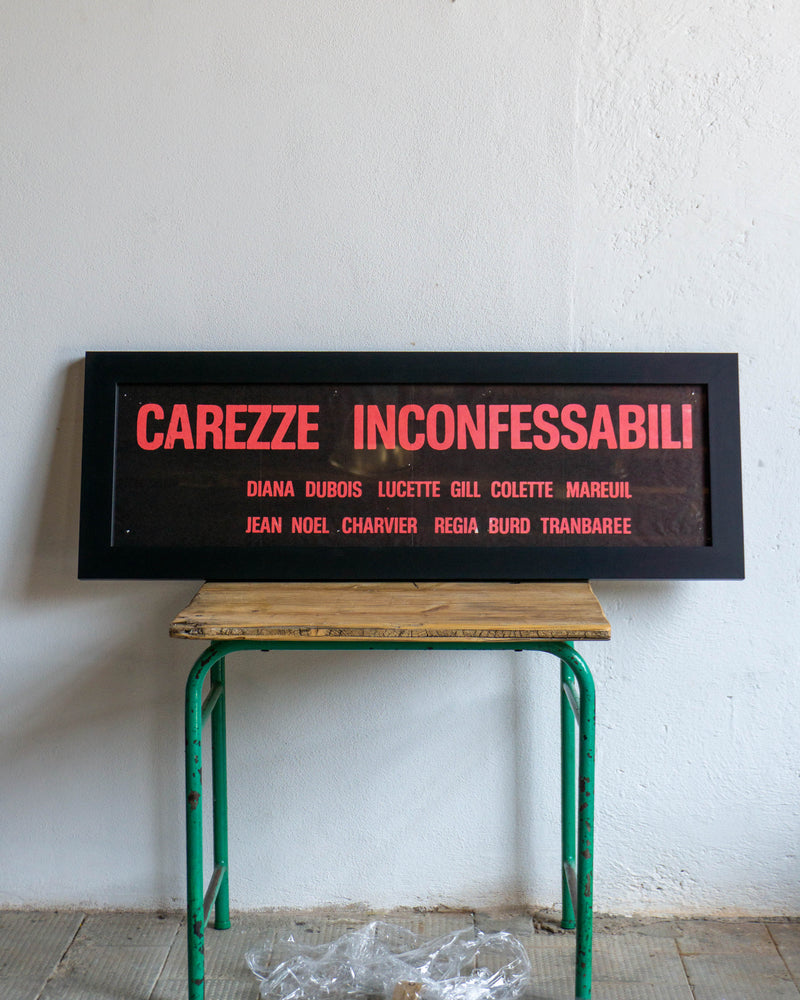 CAREZZE INCONFESSABILI
DIANA DUBOIS LUCETTE GILL COLETTE MAREUIL
JEAN NOEL CHARVIER REGIA BURD TRANBAREE